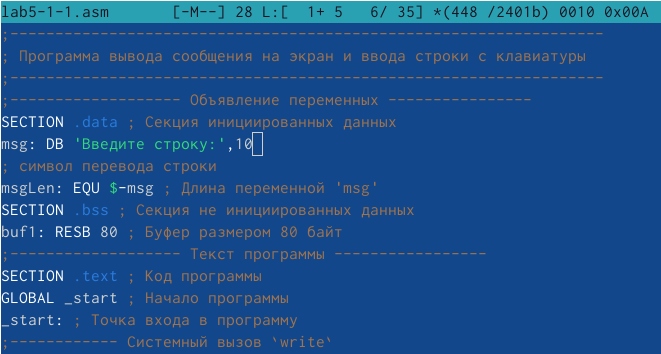 lab5-1-1.asm       [-M--] 28 L:[  1+ 5   6/ 35] *(448 /2401b) 0010 0x00A
;------------------------------------------------------------------
; Программа вывода сообщения на экран и ввода строки с клавиатуры
;------------------------------------------------------------------
;------------------- Объявление переменных ----------------
SECTION .data ; Секция инициированных данных
msg: DB 'Введите строку:',10
; символ перевода строки
msgLen: EQU $-msg ; Длина переменной 'msg'
SECTION .bss ; Секция не инициированных данных
buf1: RESB 80 ; Буфер размером 80 байт
;------------------- Текст программы -----------------
SECTION .text ; Код программы
GLOBAL _start ; Начало программы
_start: ; Точка входа в программу
;------------ Системный вызов `write`